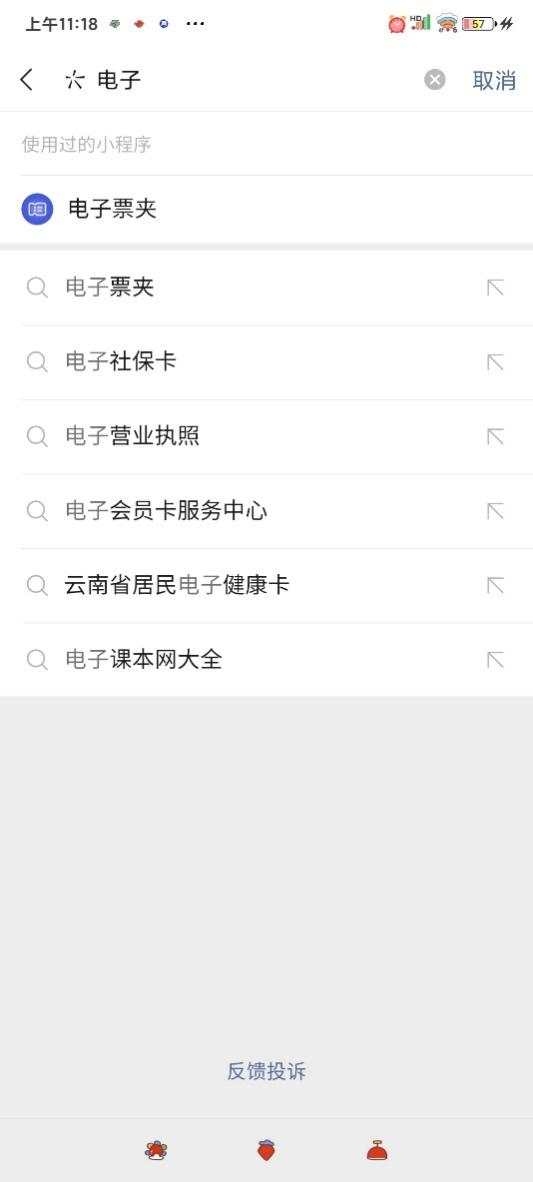 上午11:18 HD 6 57
电子 取消
使用过的小程序
电子票夹
电子票夹
电子社保卡
电子营业执照
电子会员卡服务中心
云南省居民电子健康卡
电子课本网大全
反馈投诉